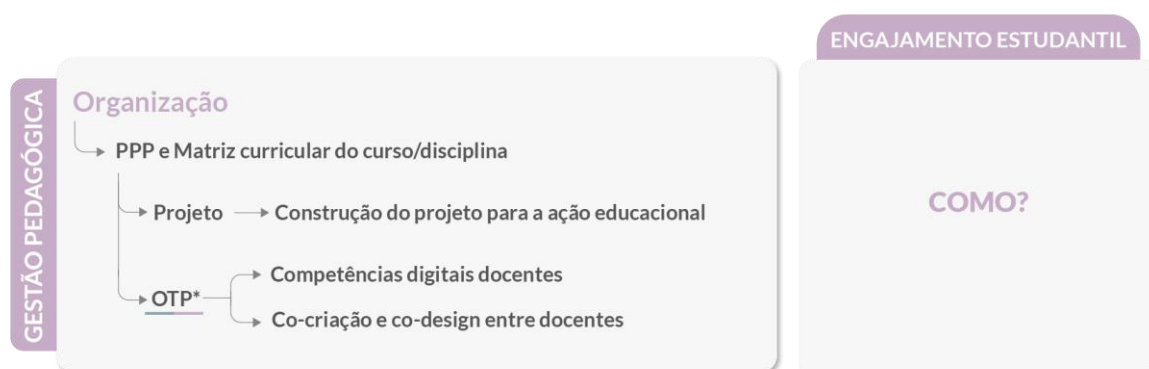 ENGAJAMENTO ESTUDANTIL
GESTÃO PEDAGÓGICA
Organização
PPP e Matriz curricular do curso/disciplina
Projeto
Construção do projeto para a ação educacional
OTP*
Competências digitais docentes
Co-criação e co-design entre docentes
COMO?